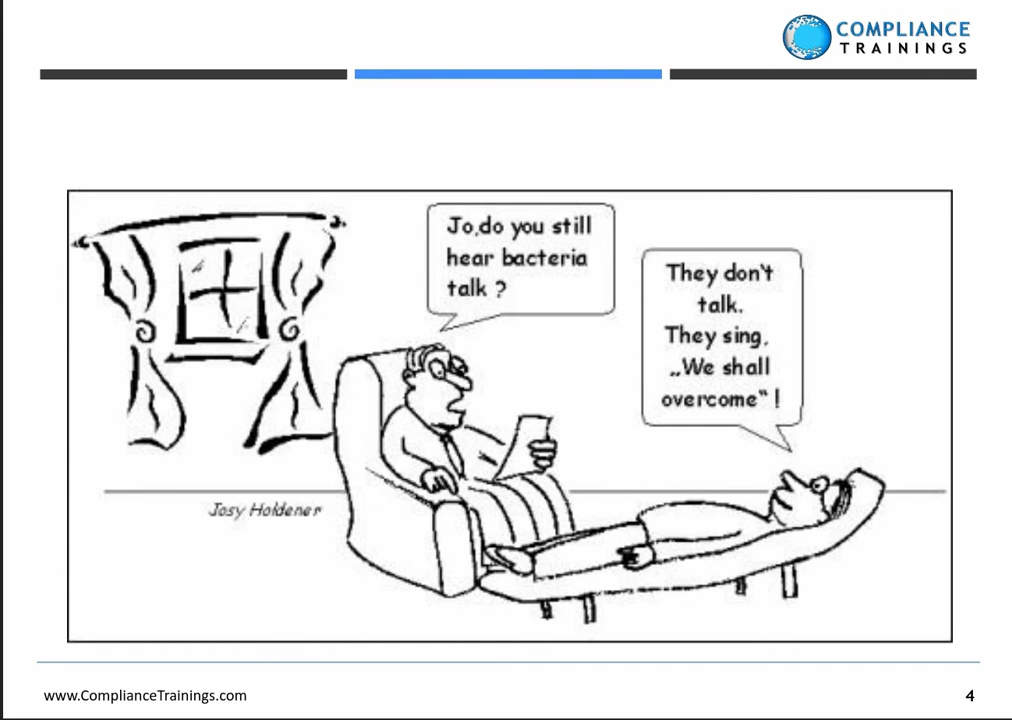 COMPLIANCE
TRAININGS
Jo,do you still
hear bacteria
talk ?
They don't
talk.
They sing,
„We shall
overcome“ !
Josy Holdener
www.ComplianceTrainings.com
4